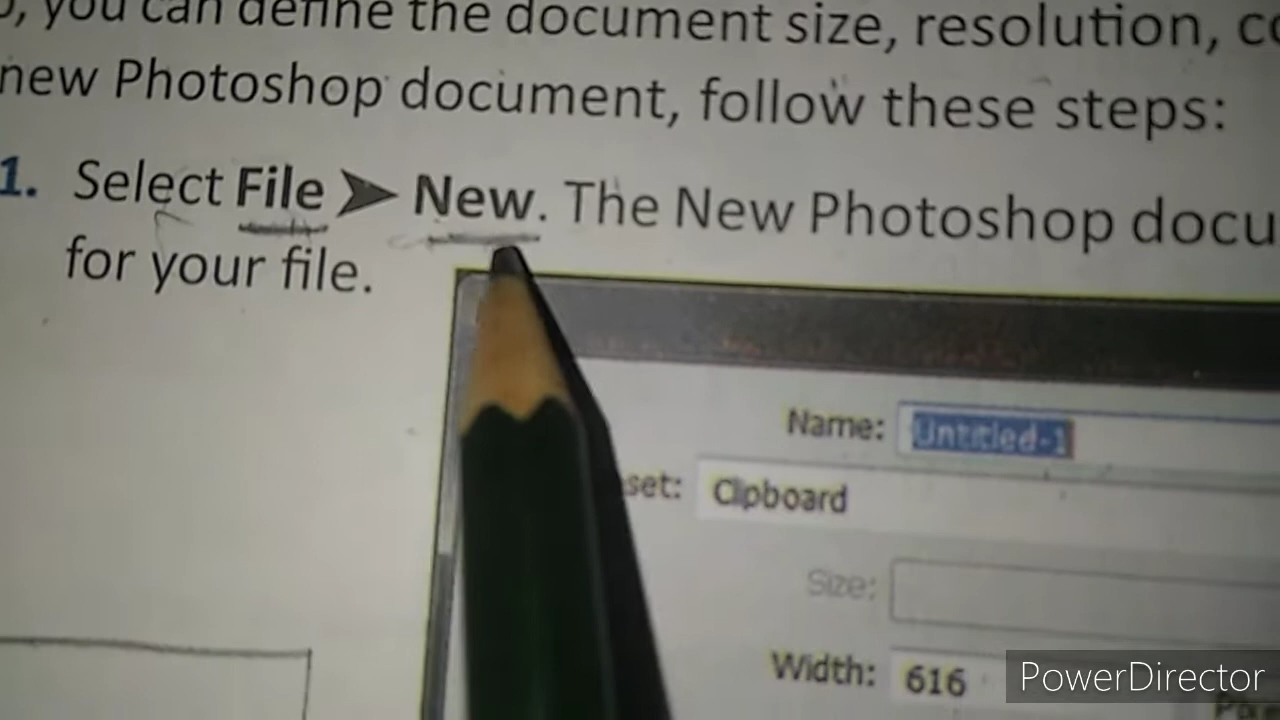 you can define the document size, resolution,
new Photoshop document, follow these steps:
1. Select File ➤ New. The New Photoshop docu
for your file.
Name: Untitled-1
set: Clipboard
Size:
Width: 616
PowerDirector